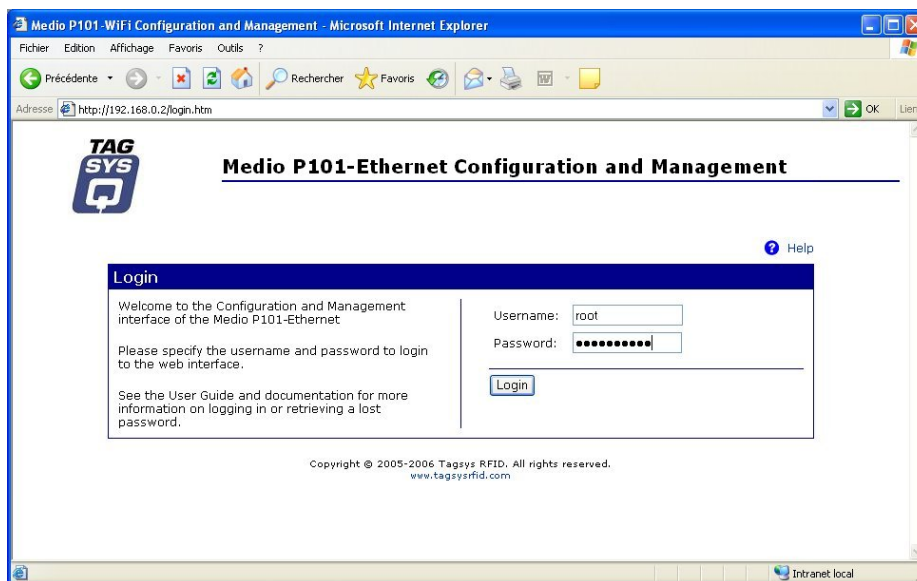 Medio P101-WiFi Configuration and Management - Microsoft Internet Explorer
Fichier Edition Affichage Favoris Outils ?
Précédente Rechercher Favoris
Adresse http://192.168.0.2/login.htm OK Lien
TAG
SYS
Medio P101-Ethernet Configuration and Management
? Help
Login
Welcome to the Configuration and Management
interface of the Medio P101-Ethernet
Please specify the username and password to login
to the web interface.
See the User Guide and documentation for more
information on logging in or retrieving a lost
password.
Username: root
Password: ●●●●●●●●●●
Login
Copyright © 2005-2006 Tagsys RFID. All rights reserved.
www.tagsysrfid.com
Intranet local